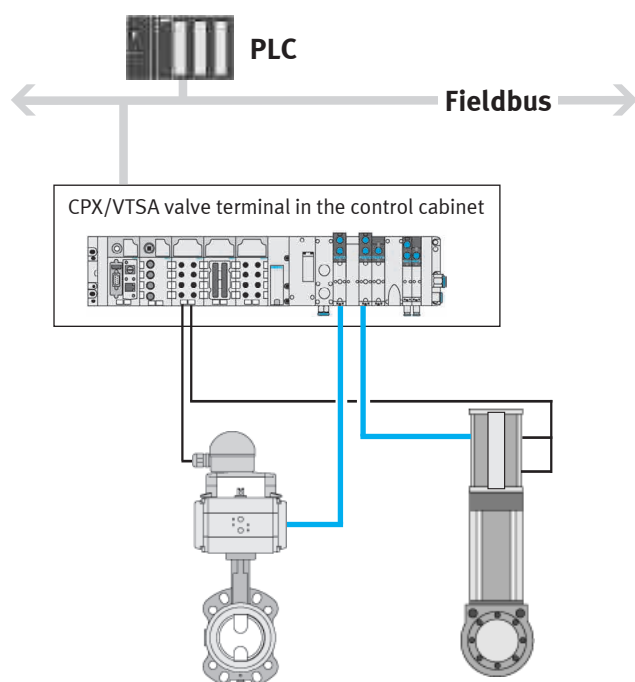 PLC
Fieldbus
CPX/VTSA valve terminal in the control cabinet